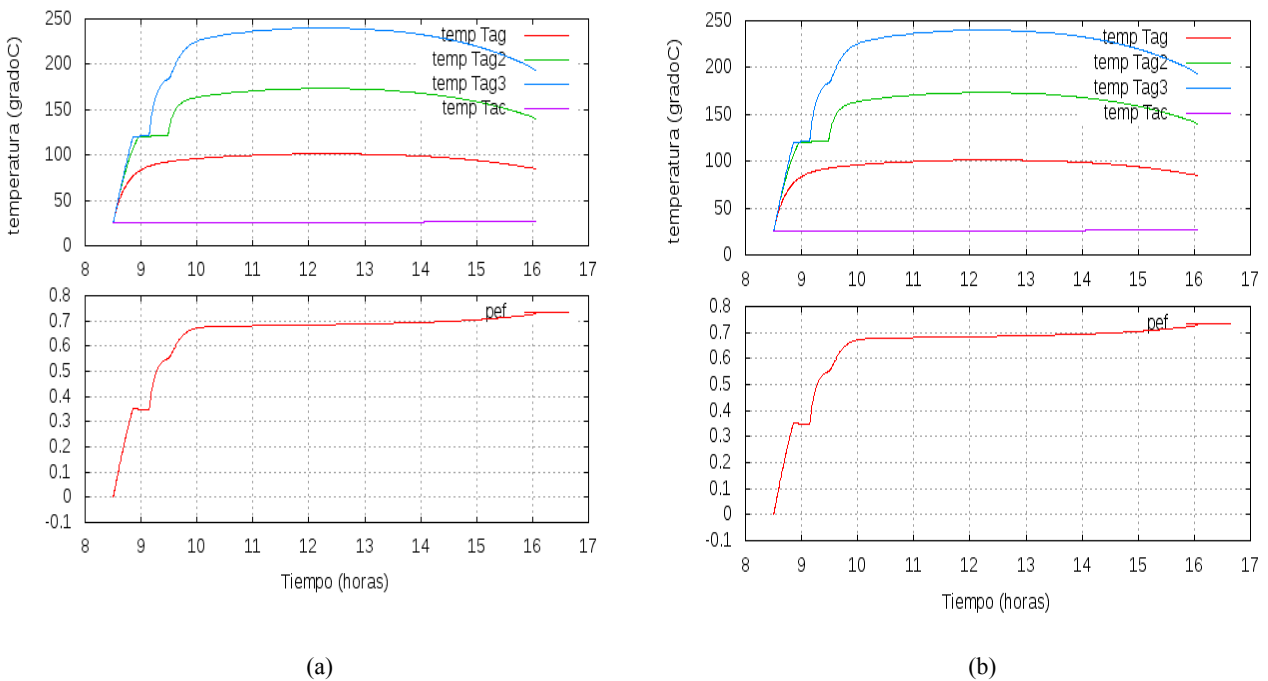 250
200
150
100
50
0
temperatura (gradoC)
temp Tag
temp Tag2
temp Tag3
temp Tac
8 9 10 11 12 13 14 15 16 17
0.8
0.7
0.6
0.5
0.4
0.3
0.2
0.1
0
-0.1
pef
8 9 10 11 12 13 14 15 16 17
Tiempo (horas)
(a)
250
200
150
100
50
0
temperatura (gradoC)
temp Tag
temp Tag2
temp Tag3
temp Tac
8 9 10 11 12 13 14 15 16 17
0.8
0.7
0.6
0.5
0.4
0.3
0.2
0.1
0
-0.1
pef
8 9 10 11 12 13 14 15 16 17
Tiempo (horas)
(b)